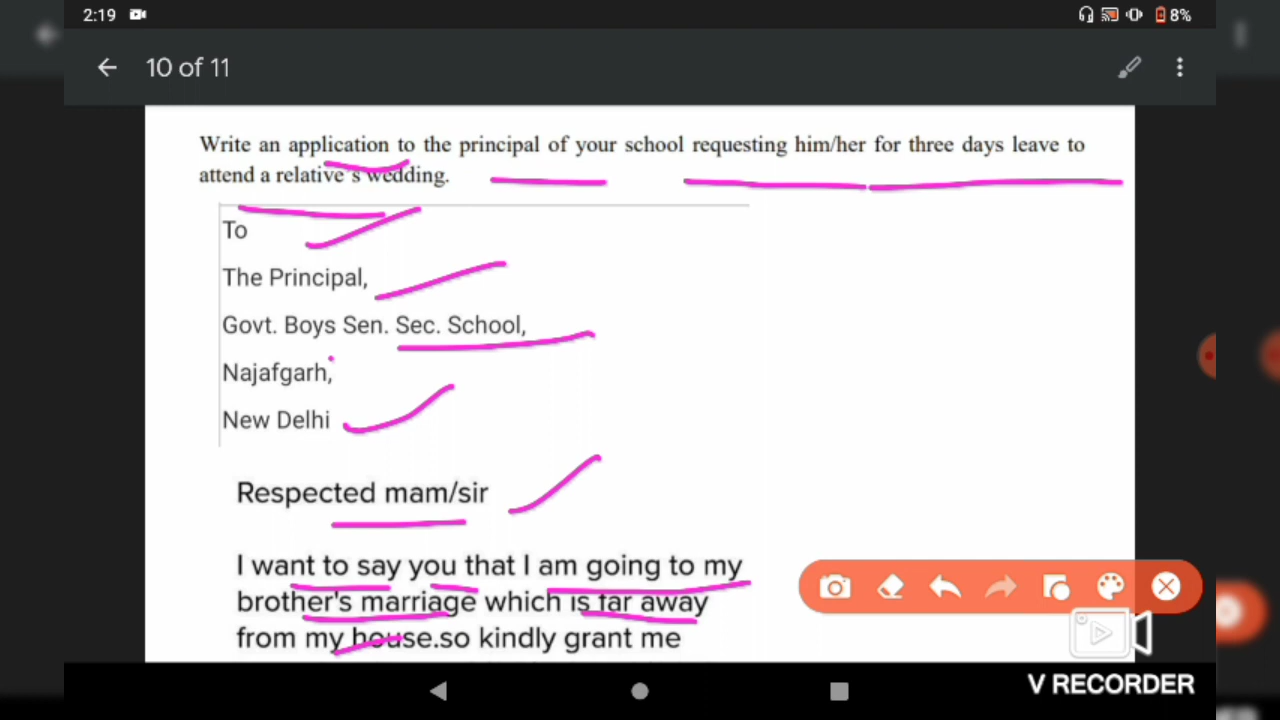 2:19
8%
10 of 11
Write an application to the principal of your school requesting him/her for three days leave to
attend a relative's wedding.
To
The Principal,
Govt. Boys Sen. Sec. School,
Najafgarh,
New Delhi
Respected mam/sir
I want to say you that I am going to my
brother's marriage which is far away
from my house.so kindly grant me
V RECORDER